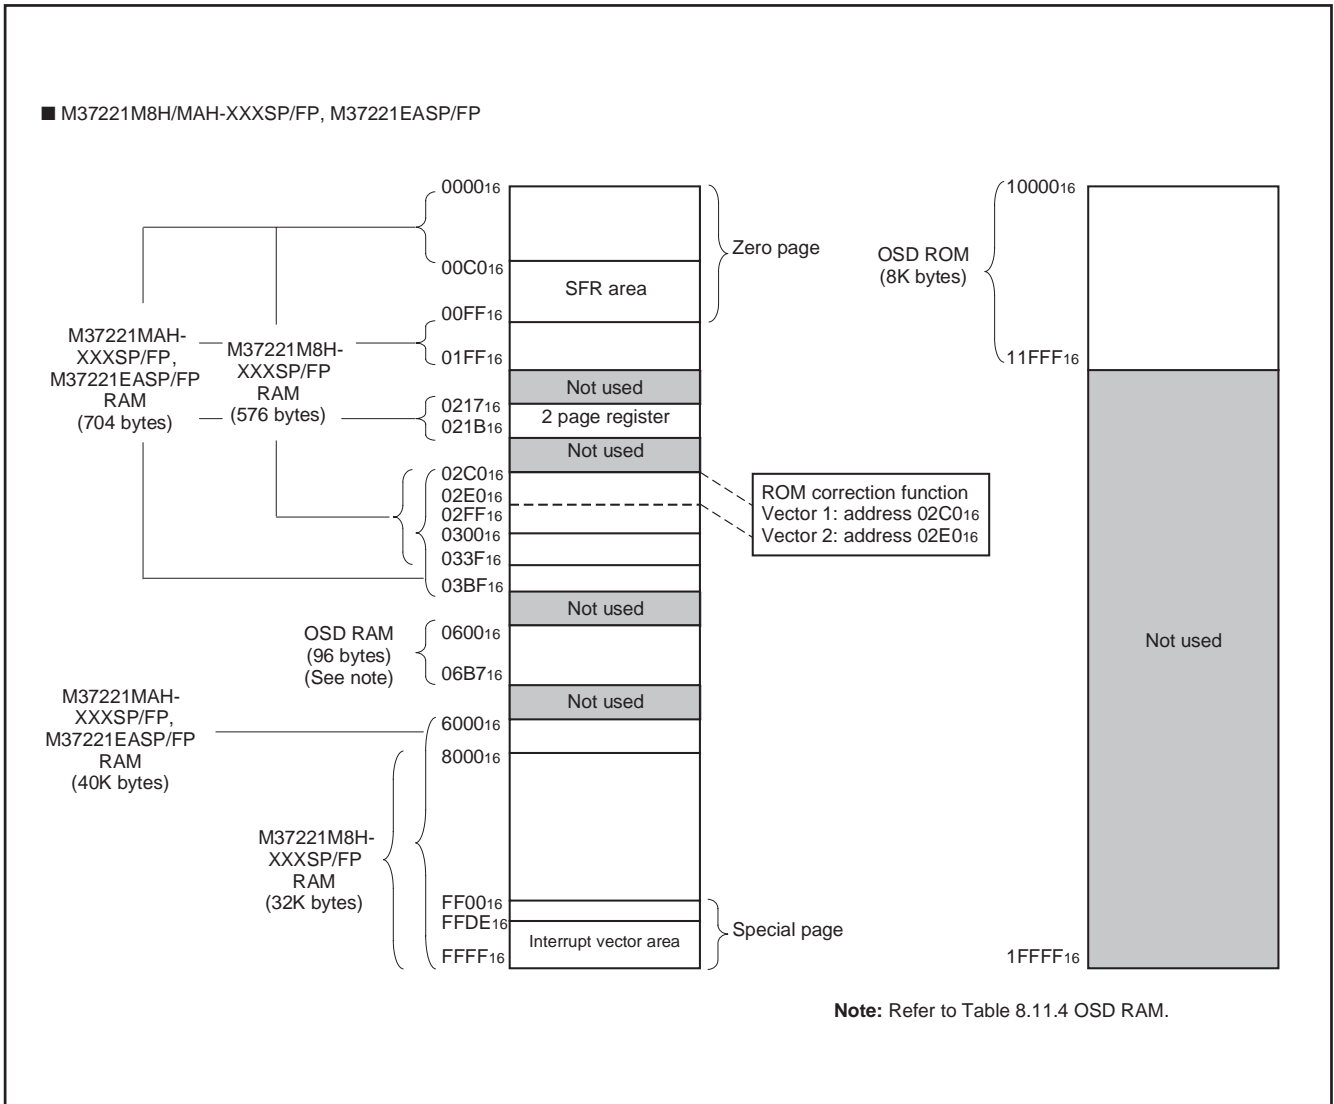 ■ M37221M8H/MAH-XXXSP/FP, M37221EASP/FP
M37221MAH-
XXXSP/FP,
M37221EASP/FP
RAM
(704 bytes)
M37221M8H-
XXXSP/FP
RAM
(576 bytes)
0000₁₆
00C0₁₆
SFR area
00FF₁₆
Zero page
01FF₁₆
Not used
0217₁₆
2 page register
021B₁₆
Not used
02C0₁₆
02E0₁₆
02FF₁₆
0300₁₆
033F₁₆
03BF₁₆
ROM correction function
Vector 1: address 02C0₁₆
Vector 2: address 02E0₁₆
Not used
OSD RAM
(96 bytes)
(See note)
0600₁₆
06B7₁₆
Not used
M37221MAH-
XXXSP/FP,
M37221EASP/FP
RAM
(40K bytes)
6000₁₆
8000₁₆
M37221M8H-
XXXSP/FP
RAM
(32K bytes)
FF00₁₆
FFDE₁₆
Interrupt vector area
FFFF₁₆
Special page
10000₁₆
OSD ROM
(8K bytes)
11FFF₁₆
Not used
1FFFF₁₆
Note: Refer to Table 8.11.4 OSD RAM.